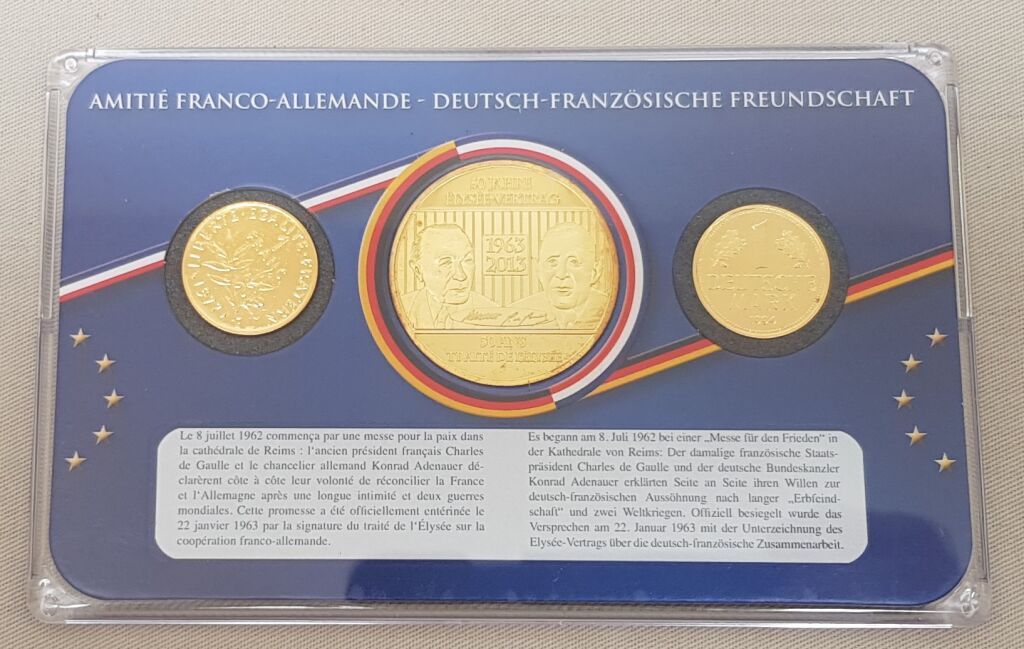 AMITIÉ FRANCO-ALLEMANDE - DEUTSCH-FRANZÖSISCHE FREUNDSCHAFT
LIBERTÉ · EGALITÉ
50 JAHRE
ELYSÉE-VERTRAG
1963
2013
50 ANS
TRAITÉ DE L'ELYSÉE
1
DEUTSCHE
MARK
Le 8 juillet 1962 commença par une messe pour la paix dans
la cathédrale de Reims : l'ancien président français Charles
de Gaulle et le chancelier allemand Konrad Adenauer dé-
clarèrent côte à côte leur volonté de réconcilier la France
et l'Allemagne après une longue intimité et deux guerres
mondiales. Cette promesse a été officiellement entérinée le
22 janvier 1963 par la signature du traité de l'Élysée sur la
coopération franco-allemande.
Es begann am 8. Juli 1962 bei einer „Messe für den Frieden“ in
der Kathedrale von Reims: Der damalige französische Staats-
präsident Charles de Gaulle und der deutsche Bundeskanzler
Konrad Adenauer erklärten Seite an Seite ihren Willen zur
deutsch-französischen Aussöhnung nach langer „Erbfeind-
schaft“ und zwei Weltkriegen. Offiziell besiegelt wurde das
Versprechen am 22. Januar 1963 mit der Unterzeichnung des
Elysée-Vertrags über die deutsch-französische Zusammenarbeit.